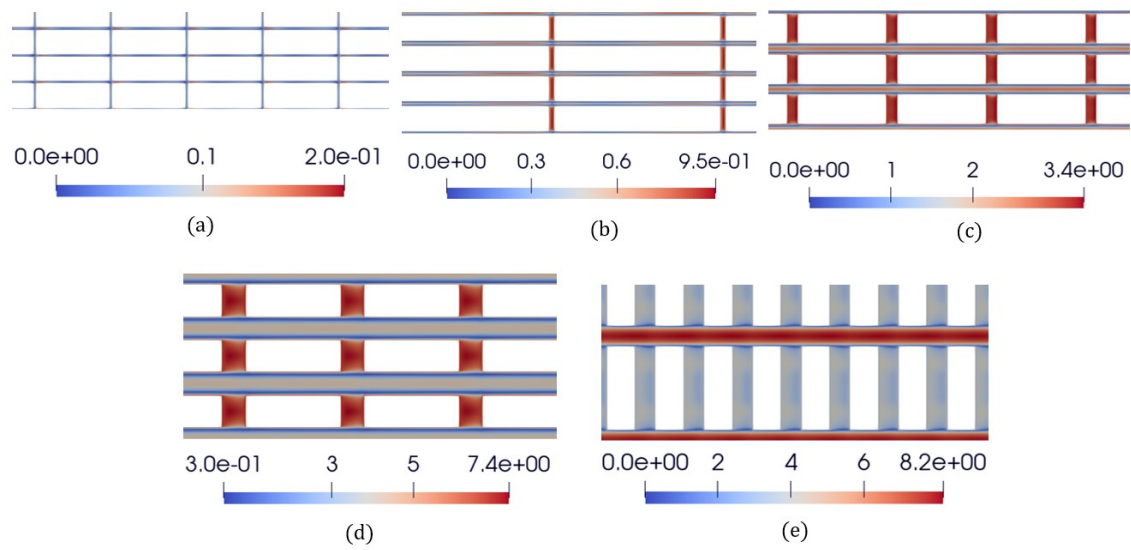 0.0e+00 0.1 2.0e-01
(a)
0.0e+00 0.3 0.6 9.5e-01
(b)
0.0e+00 1 2 3.4e+00
(c)
3.0e-01 3 5 7.4e+00
(d)
0.0e+00 2 4 6 8.2e+00
(e)